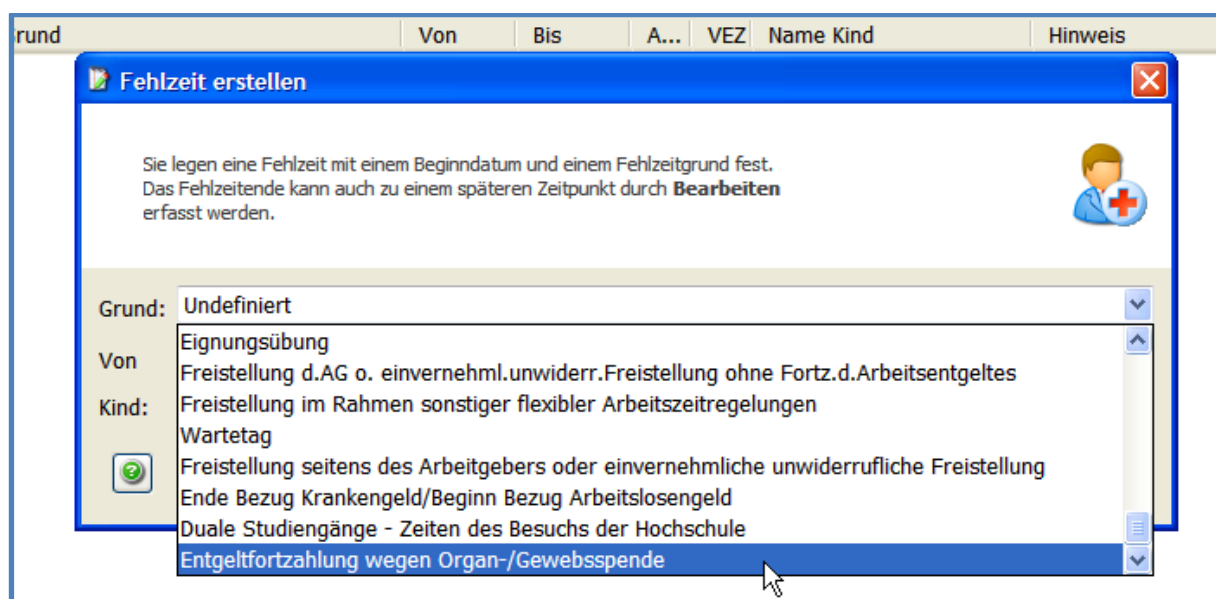 rund Von Bis A... VEZ Name Kind Hinweis
Fehlzeit erstellen
Sie legen eine Fehlzeit mit einem Beginndatum und einem Fehlzeitgrund fest.
Das Fehlzeitende kann auch zu einem späteren Zeitpunkt durch Bearbeiten
erfasst werden.
Grund: Undefiniert
Eignungsübung
Von
Freistellung d.AG o. einvernehml.unwiderr.Freistellung ohne Fortz.d.Arbeitsentgeltes
Kind:
Freistellung im Rahmen sonstiger flexibler Arbeitszeitregelungen
Wartetag
Freistellung seitens des Arbeitgebers oder einvernehmliche unwiderrufliche Freistellung
Ende Bezug Krankengeld/Beginn Bezug Arbeitslosengeld
Duale Studiengänge - Zeiten des Besuchs der Hochschule
Entgeltfortzahlung wegen Organ-/Gewebsspende